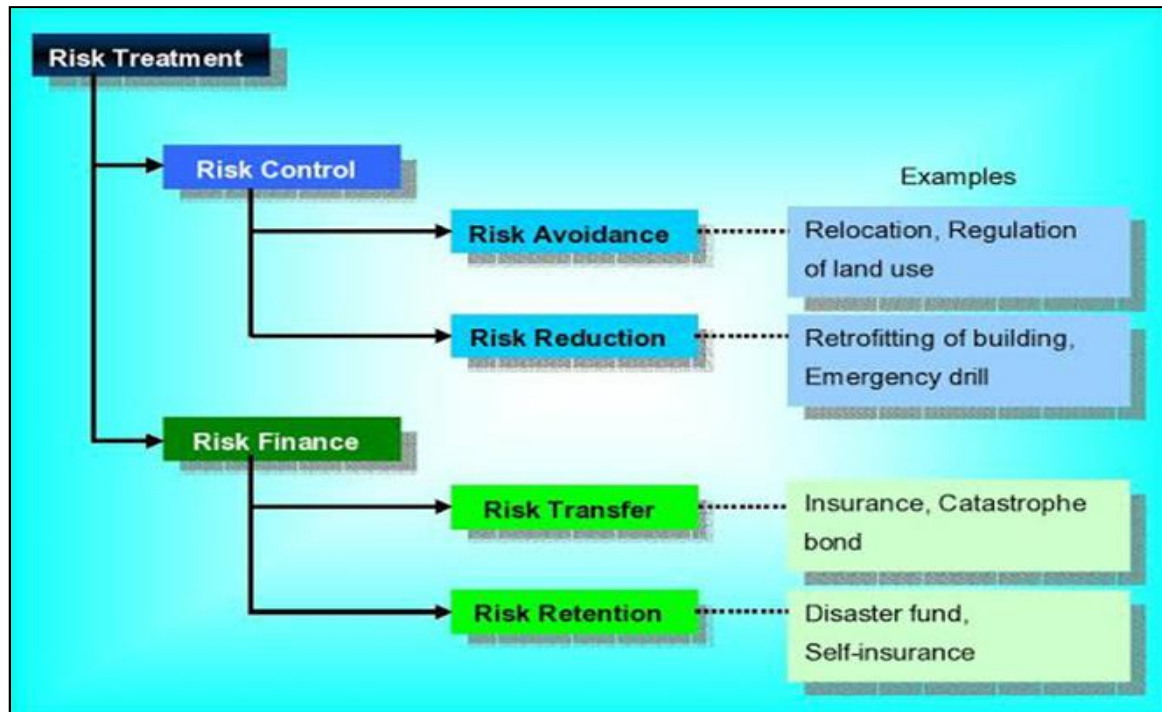 Risk Treatment
Risk Control
Examples
Risk Avoidance
Relocation, Regulation
of land use
Risk Reduction
Retrofitting of building,
Emergency drill
Risk Finance
Risk Transfer
Insurance, Catastrophe
bond
Risk Retention
Disaster fund,
Self-insurance